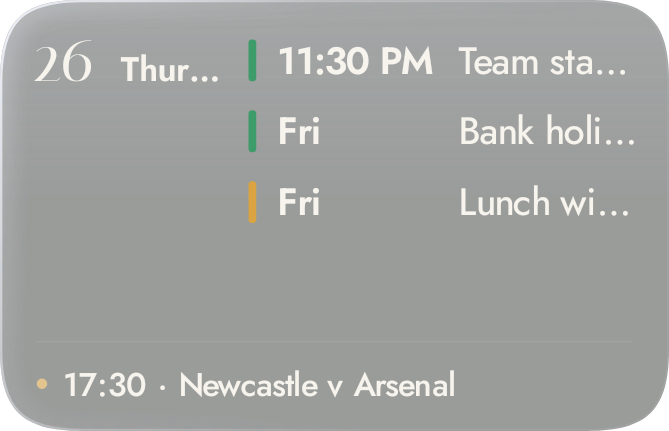 26 Thur... 11:30 PM Team sta...
Fri Bank holi...
Fri Lunch wi...
17:30 · Newcastle v Arsenal